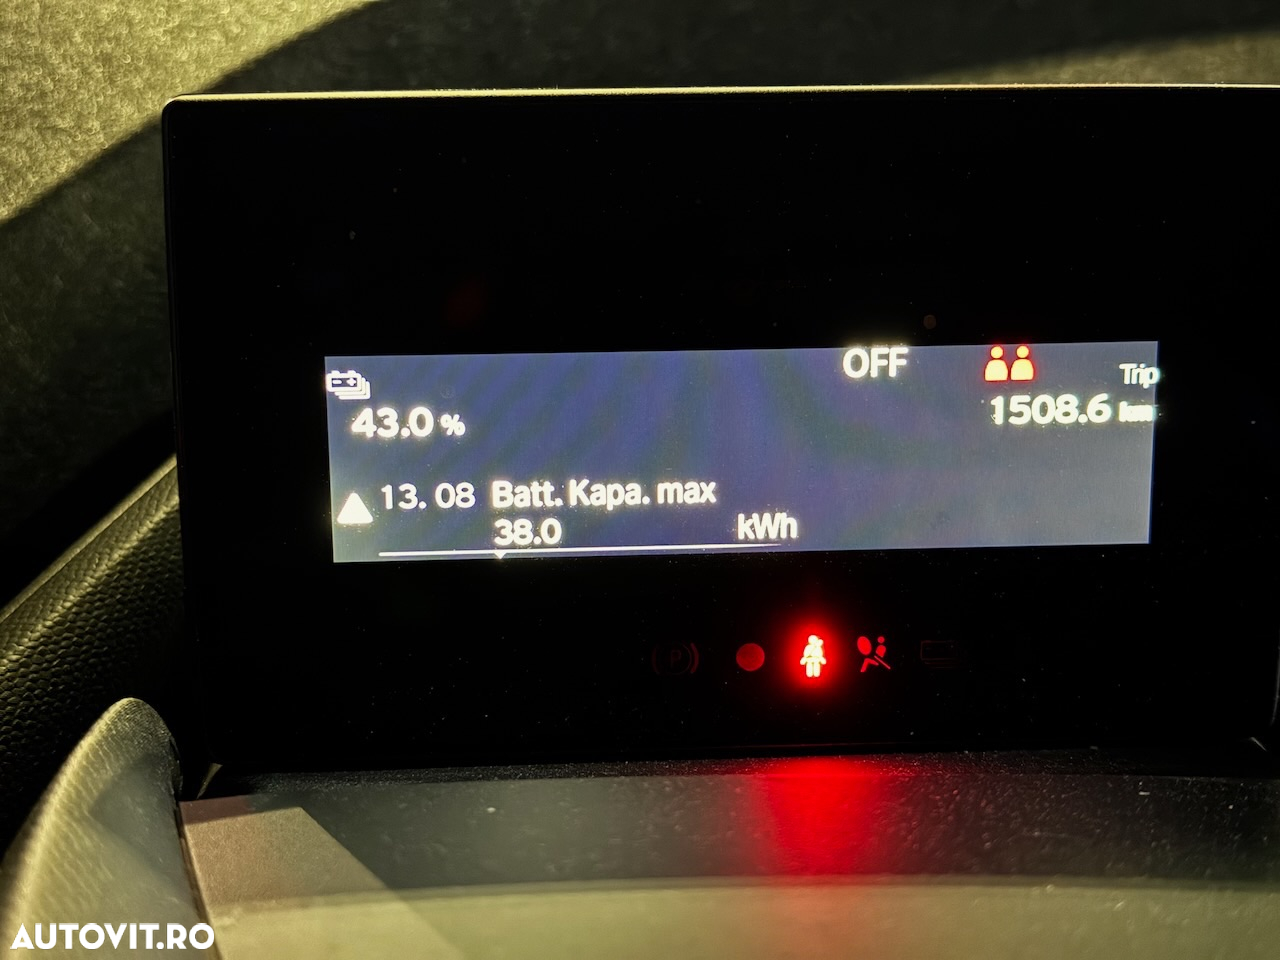 OFF
Trip
43.0 %
1508.6 km
13. 08 Batt. Kapa. max
38.0 kWh
P
AUTOVIT.RO